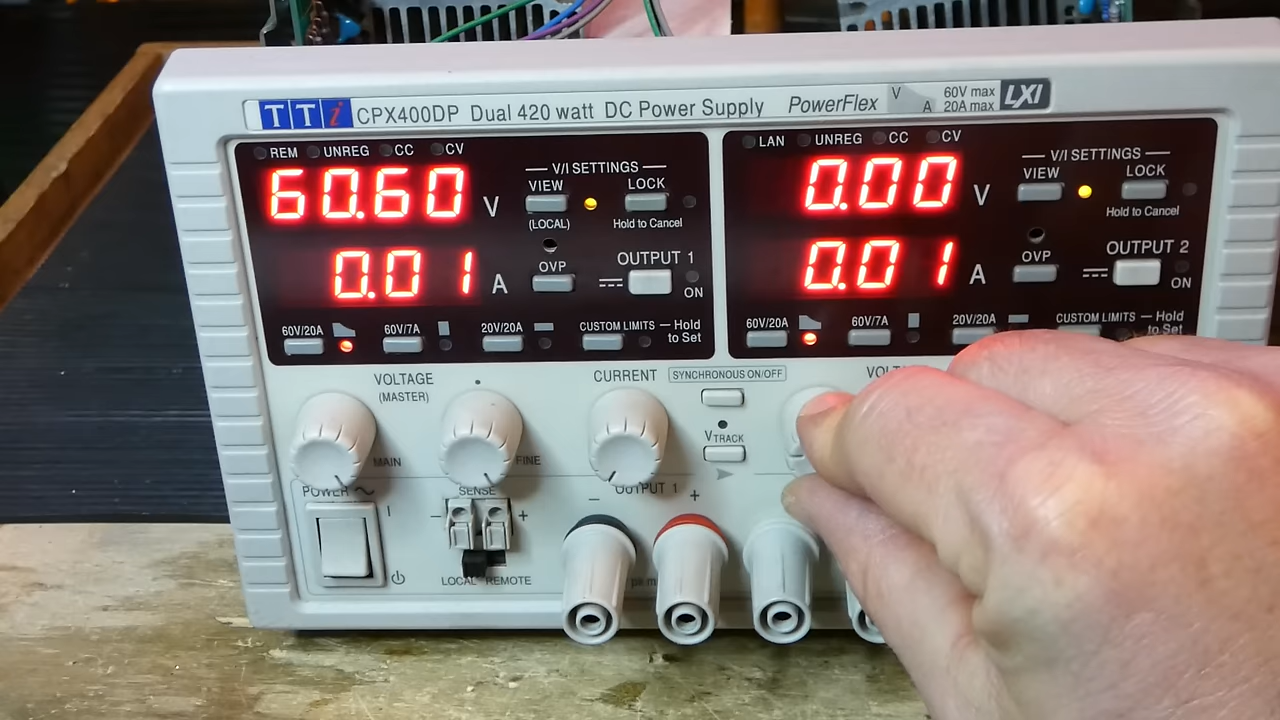 TTi CPX400DP Dual 420 watt DC Power Supply PowerFlex V 60V max
A 20A max LXI
REM UNREG CC CV
60.60 V
0.01 A
V/I SETTINGS
VIEW LOCK
(LOCAL) Hold to Cancel
OVP OUTPUT 1
ON
60V/20A 60V/7A 20V/20A CUSTOM LIMITS Hold
to Set
LAN UNREG CC CV
0.00 V
0.01 A
V/I SETTINGS
VIEW LOCK
Hold to Cancel
OVP OUTPUT 2
ON
60V/20A 60V/7A 20V/20A CUSTOM LIMITS Hold
to Set
VOLTAGE
(MASTER)
CURRENT
SYNCHRONOUS ON/OFF
MAIN
FINE
VTRACK
POWER
I
SENSE
− +
LOCAL REMOTE
OUTPUT 1
− +